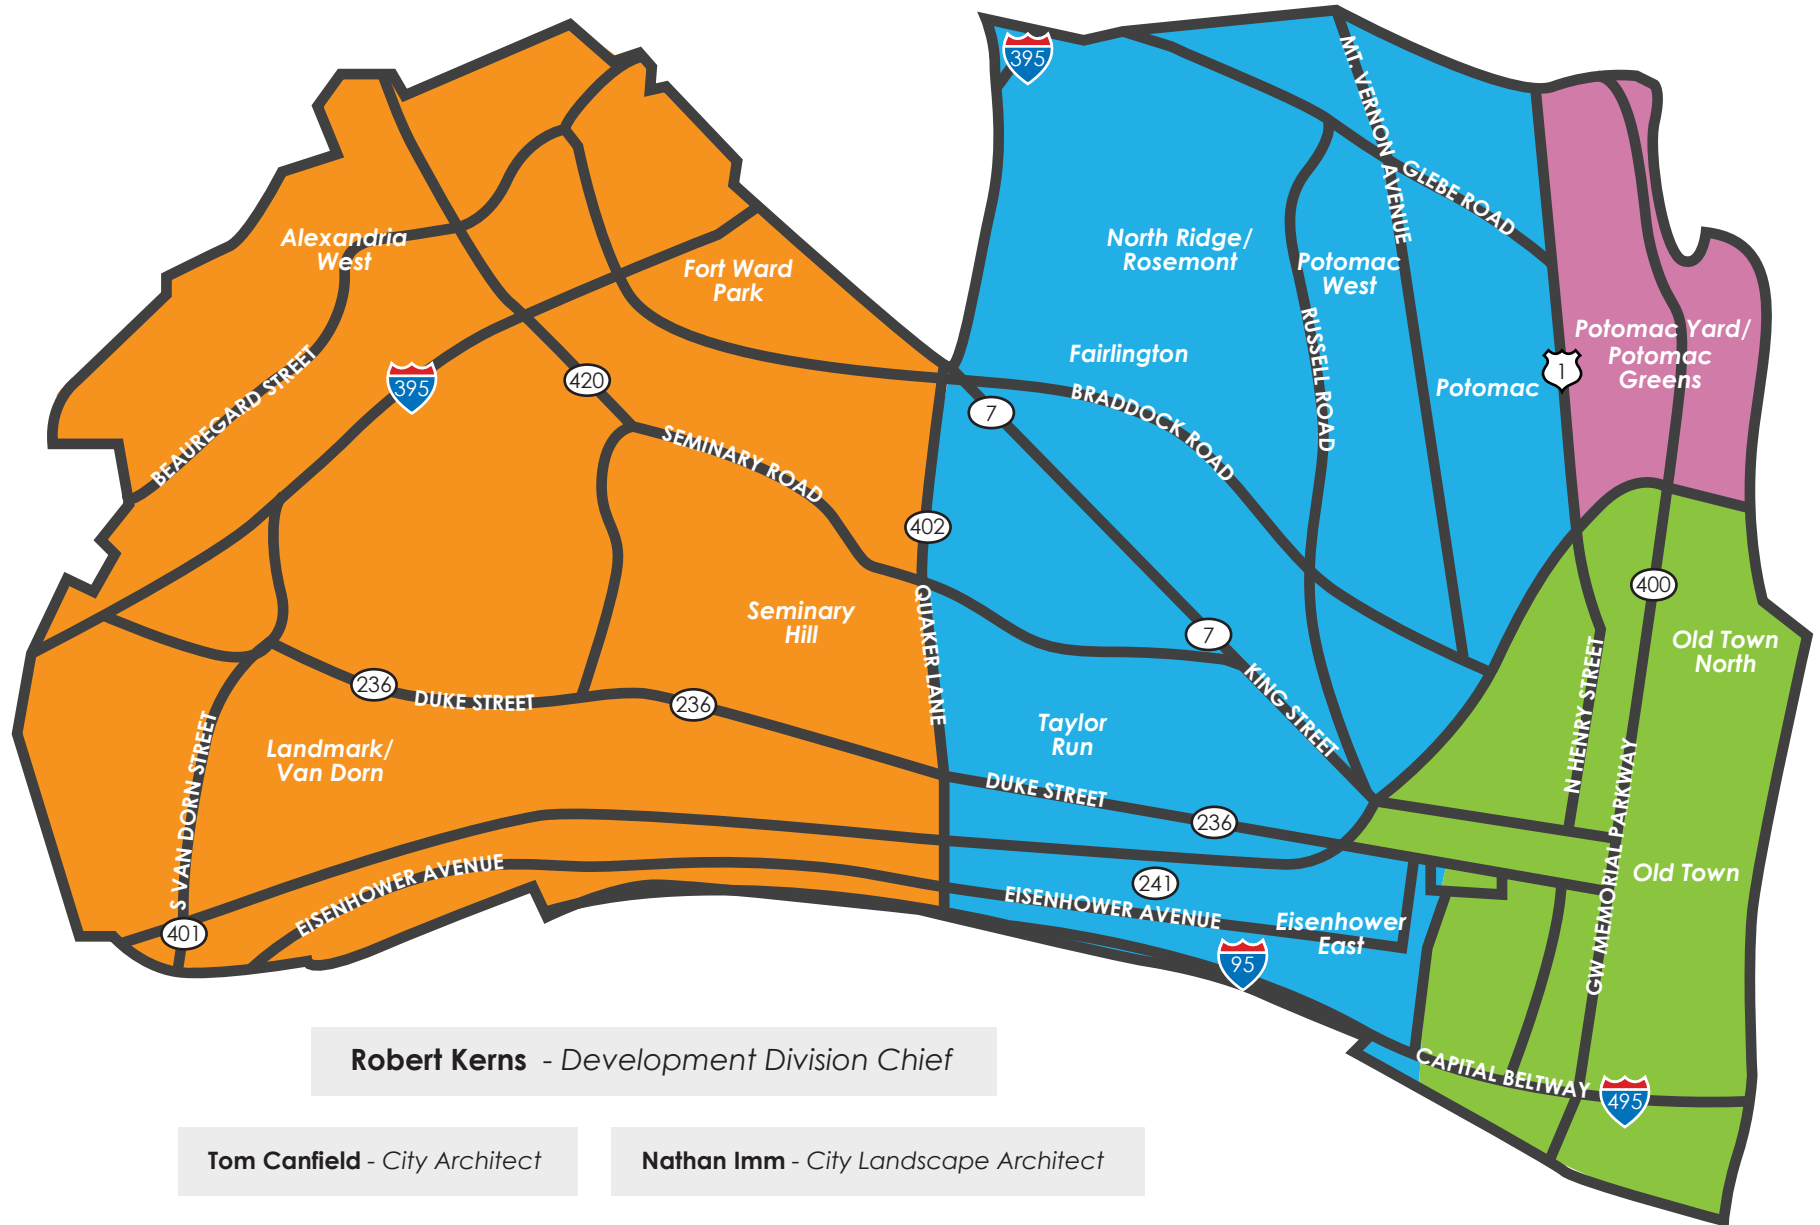 395
MT. VERNON AVENUE
GLEBE ROAD
Alexandria
West
Fort Ward
Park
North Ridge/
Rosemont
Potomac
West
RUSSELL ROAD
Potomac Yard/
Potomac
Greens
Fairlington
1
Potomac
BEAUREGARD STREET
395
420
7
BRADDOCK ROAD
SEMINARY ROAD
402
400
Seminary
Hill
QUAKER LANE
7
Old Town
North
236
DUKE STREET
236
KING STREET
N HENRY STREET
S VAN DORN STREET
Landmark/
Van Dorn
Taylor
Run
DUKE STREET
236
GW MEMORIAL PARKWAY
EISENHOWER AVENUE
241
EISENHOWER AVENUE
Eisenhower
East
Old Town
401
95
CAPITAL BELTWAY
495
Robert Kerns - Development Division Chief
Tom Canfield - City Architect
Nathan Imm - City Landscape Architect